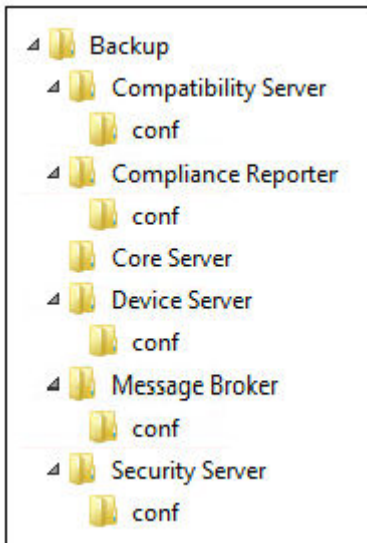 Backup
Compatibility Server
conf
Compliance Reporter
conf
Core Server
Device Server
conf
Message Broker
conf
Security Server
conf